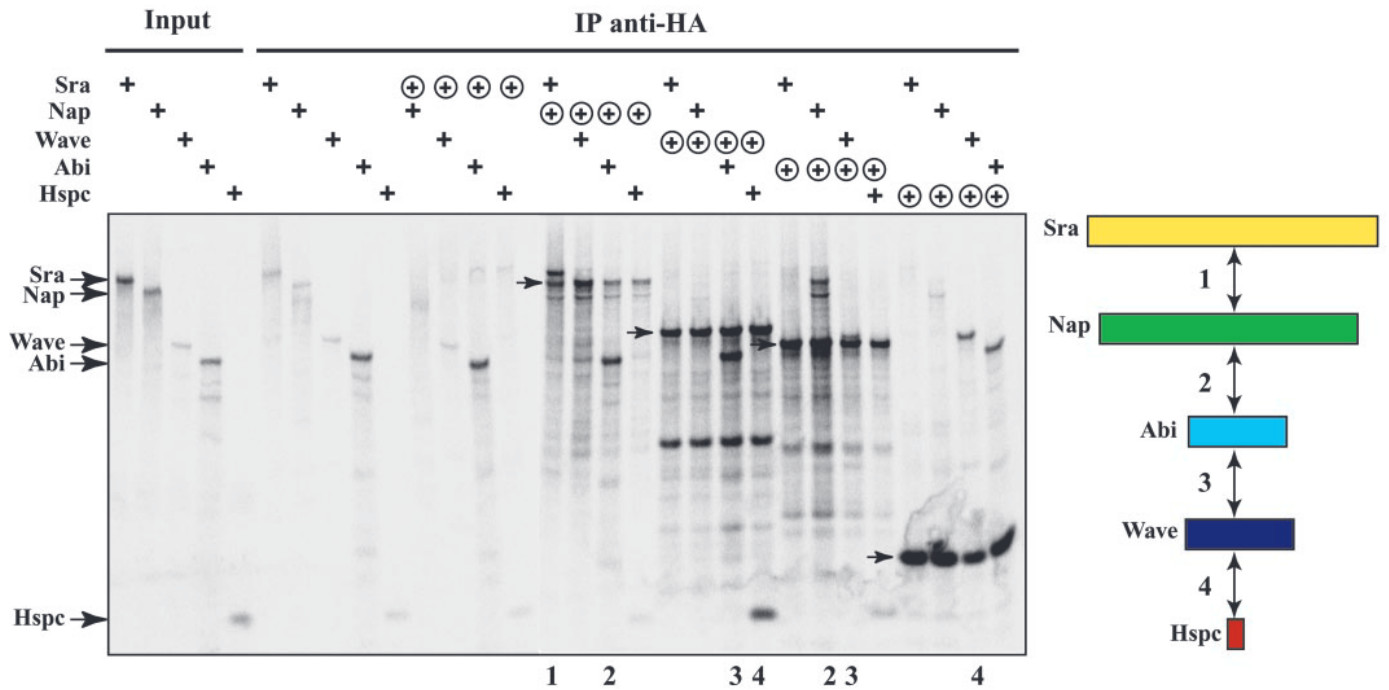 Input
IP anti-HA
Sra + + ⊕ ⊕ ⊕ ⊕ + + + +
Nap + + + ⊕ ⊕ ⊕ ⊕ + + +
Wave + + + + ⊕ ⊕ ⊕ ⊕ + +
Abi + + + + + ⊕ ⊕ ⊕ ⊕ +
Hspc + + + + + + ⊕ ⊕ ⊕ ⊕
Sra
Nap
Wave
Abi
Hspc
1 2 3 4 2 3 4
Sra
1
Nap
2
Abi
3
Wave
4
Hspc